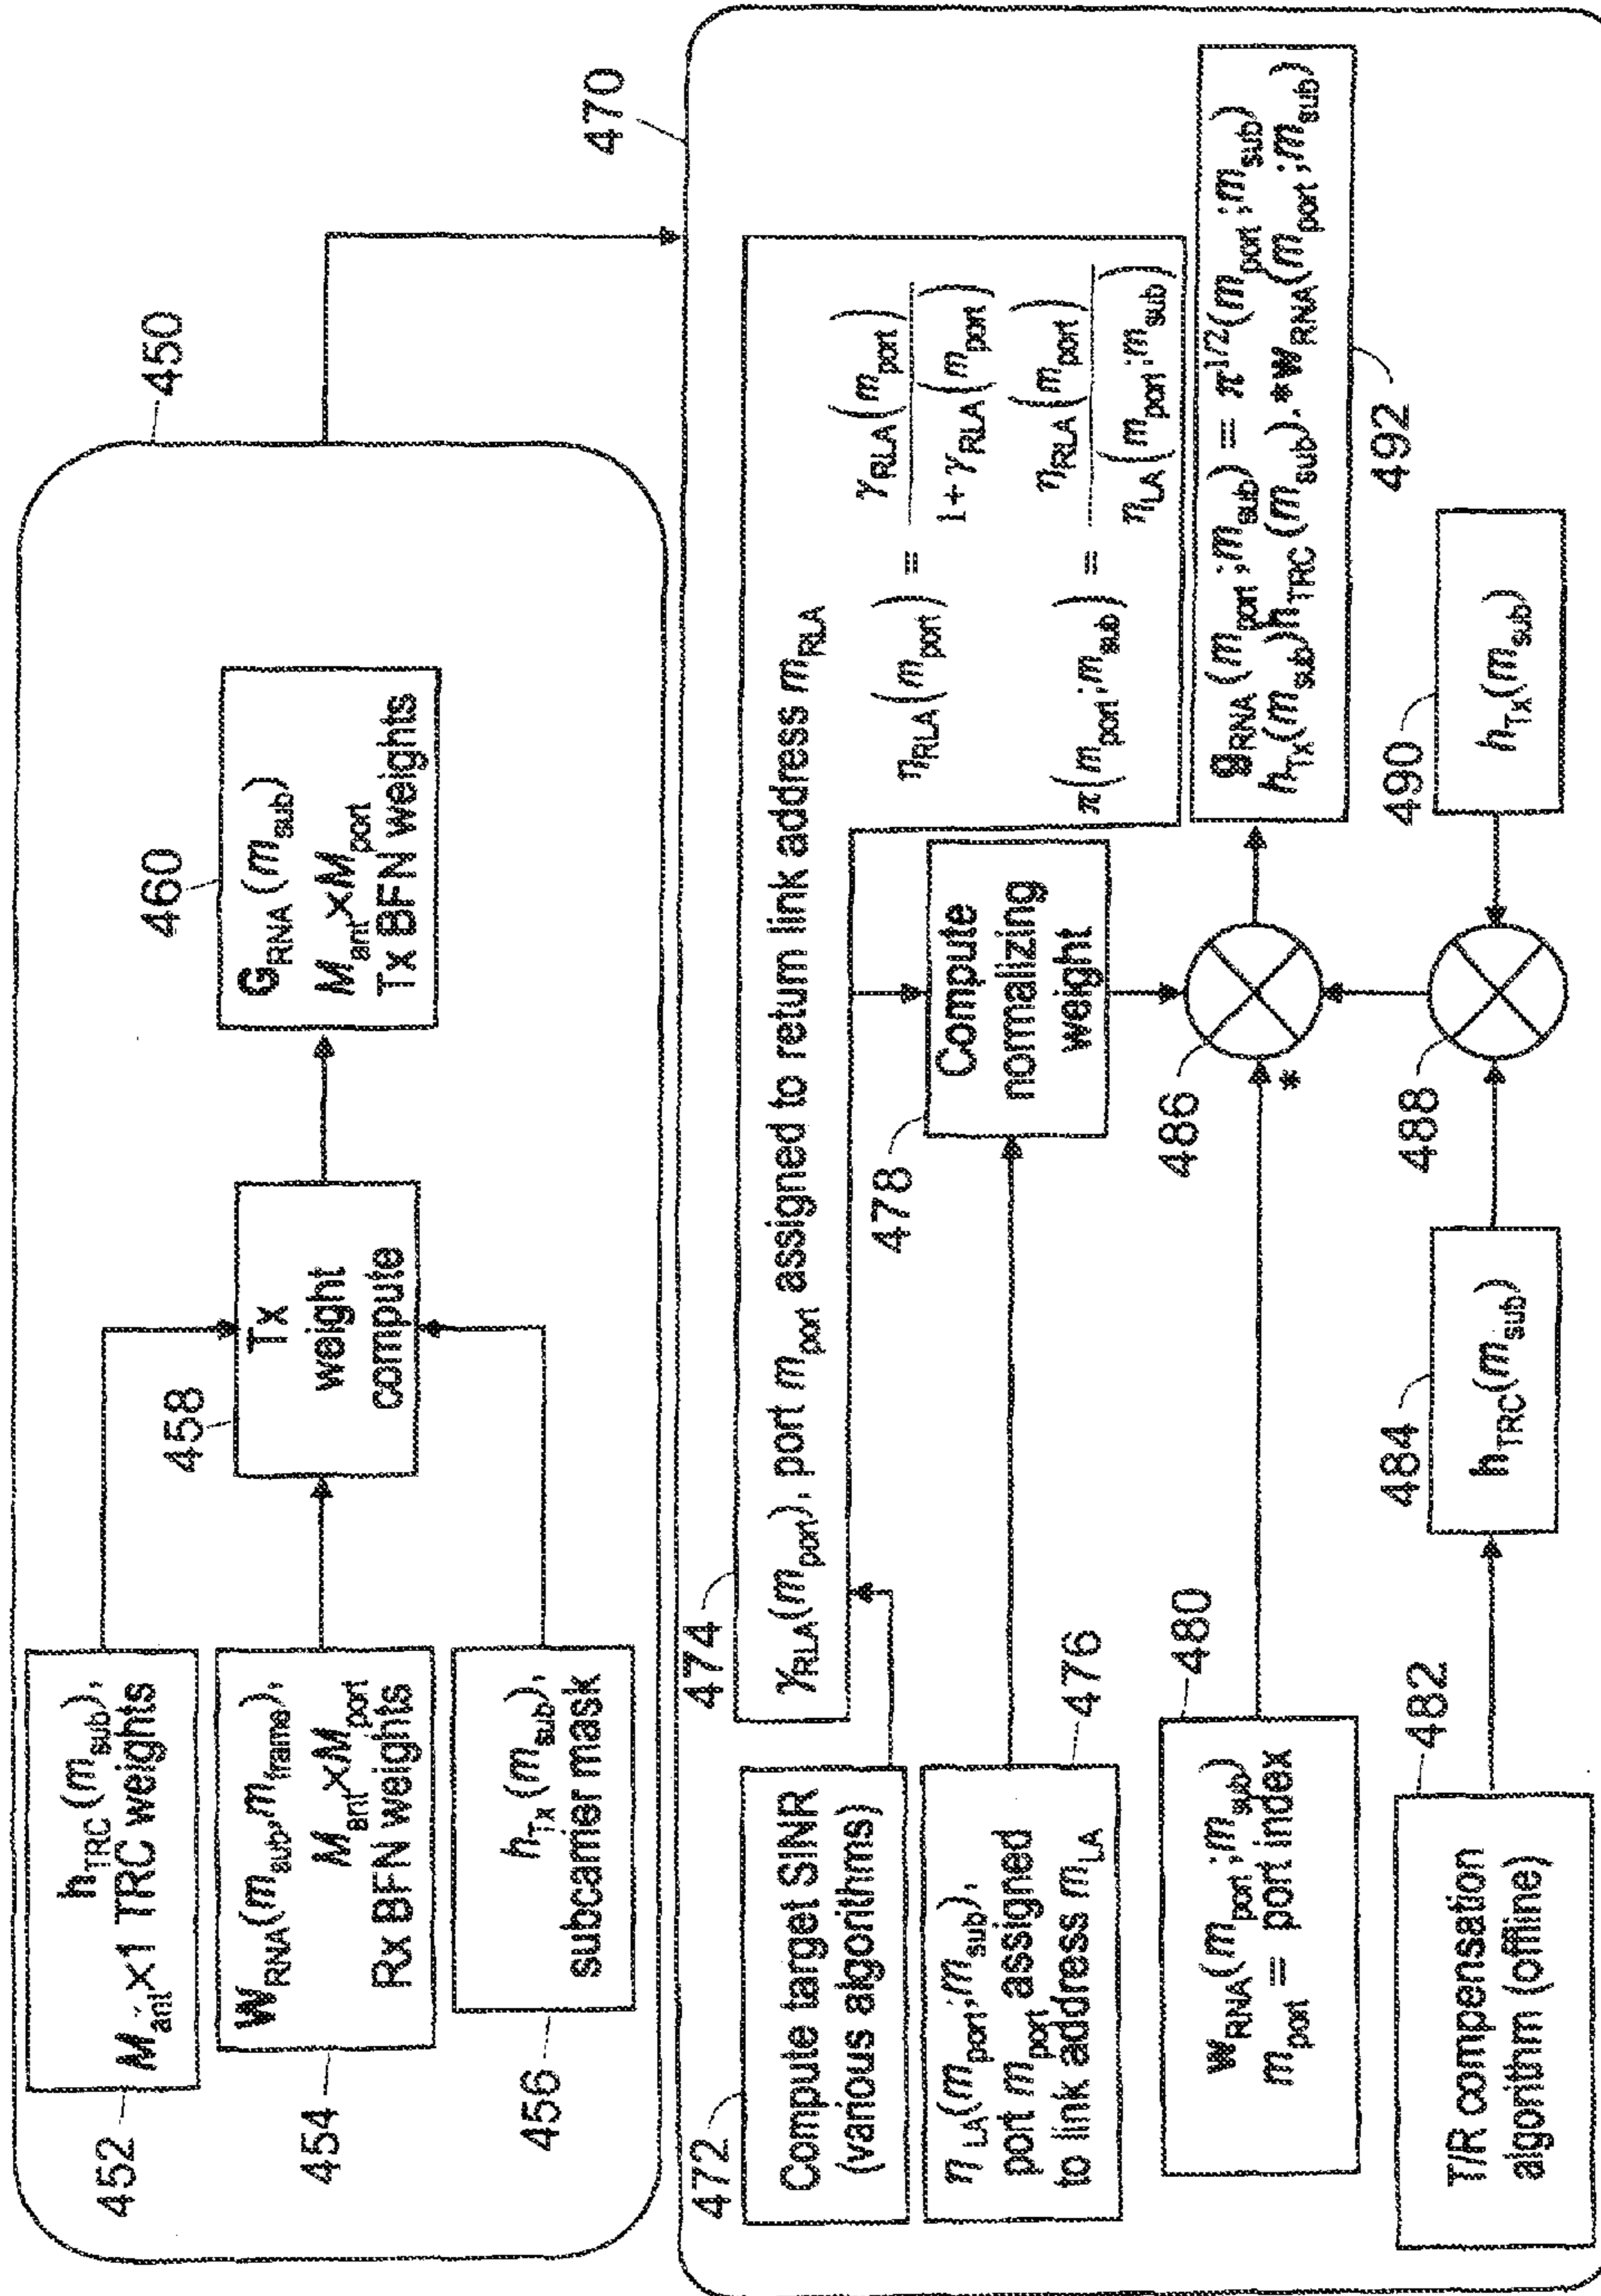 450
452
h_TRC(m_sub),
M_ant×1 TRC weights
454
W_RNA(m_sub,m_frame),
M_ant×M_port
Rx BFN weights
456
h_Tx(m_sub),
subcarrier mask
458
Tx
weight
compute
460
G_RNA(m_sub)
M_ant×M_port
Tx BFN weights
470
472
Compute target SINR
(various algorithms)
474
γ_RLA(m_port), port m_port assigned to return link address m_RLA
η_RLA(m_port) = γ_RLA(m_port) / 1+γ_RLA(m_port)
π(m_port;m_sub) = η_RLA(m_port) / η_LA(m_port;m_sub)
476
η_LA(m_port;m_sub),
port m_port assigned
to link address m_LA
478
Compute
normalizing
weight
480
w_RNA(m_port;m_sub)
m_port = port index
482
T/R compensation
algorithm (offline)
484
h_TRC(m_sub)
486
*
488
490
h_Tx(m_sub)
492
g_RNA(m_port;m_sub) = π^1/2(m_port;m_sub)
h_Tx(m_sub)h_TRC(m_sub).*w_RNA(m_port;m_sub)